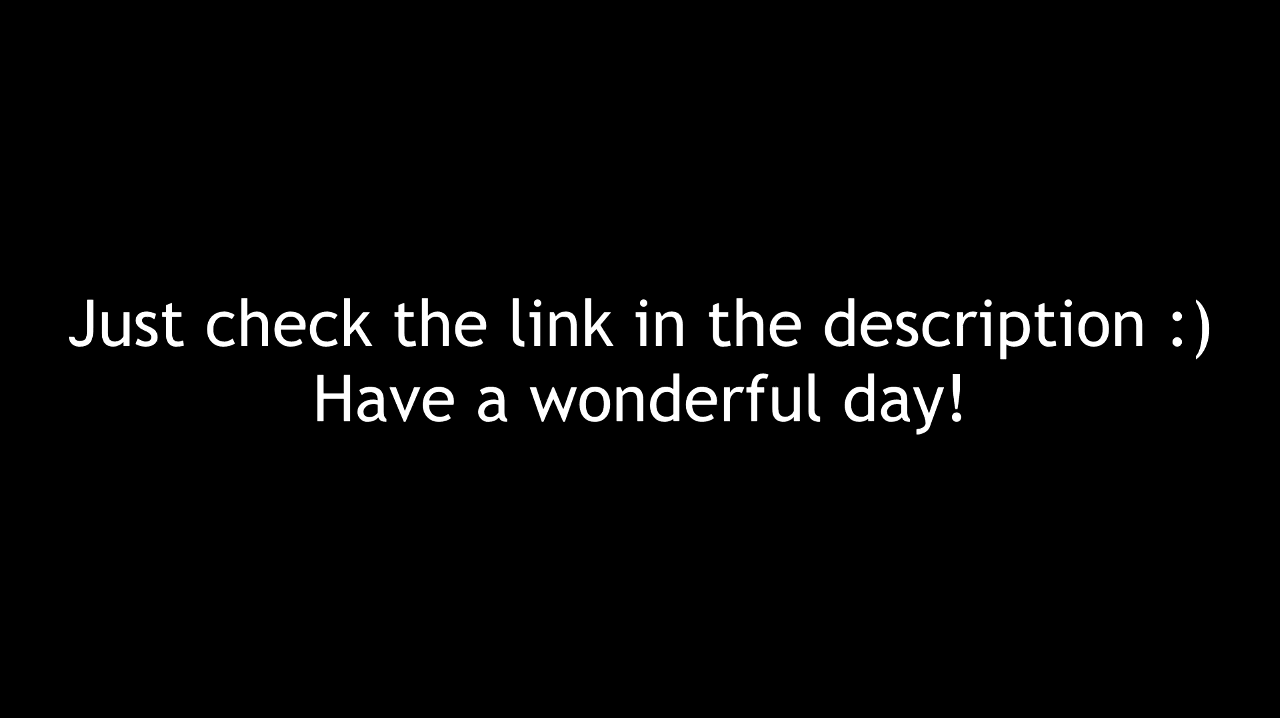 Just check the link in the description :)
Have a wonderful day!